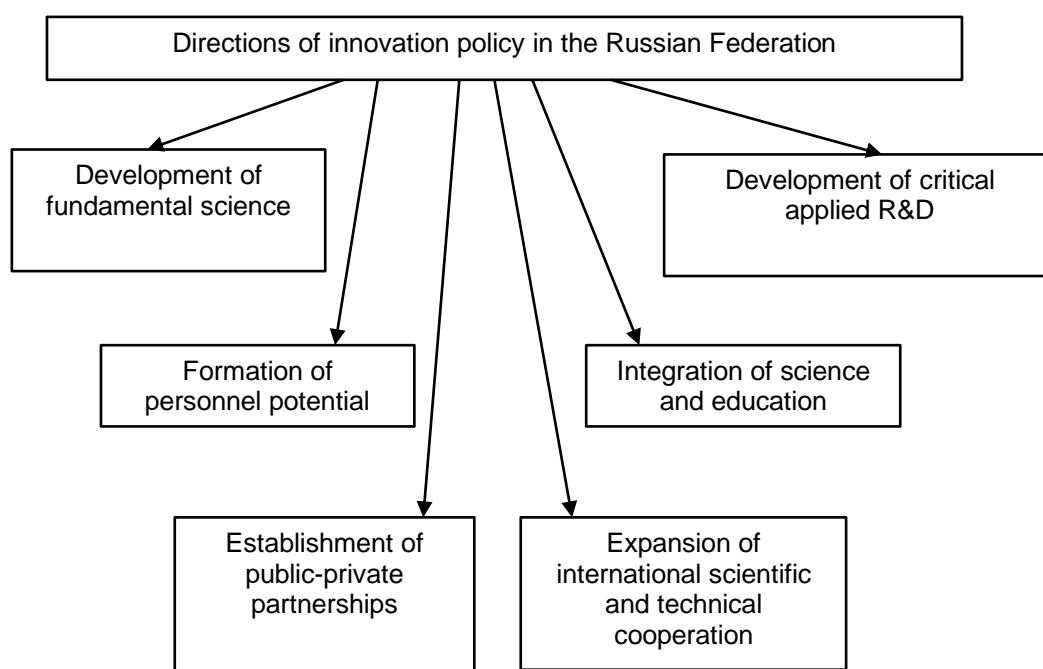 Directions of innovation policy in the Russian Federation
Development of
fundamental science
Development of critical
applied R&D
Formation of
personnel potential
Integration of science
and education
Establishment of
public-private
partnerships
Expansion of
international scientific
and technical
cooperation